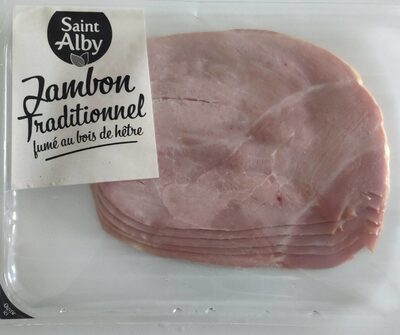 Saint
Alby
Jambon
Traditionnel
fumé au bois de hêtre